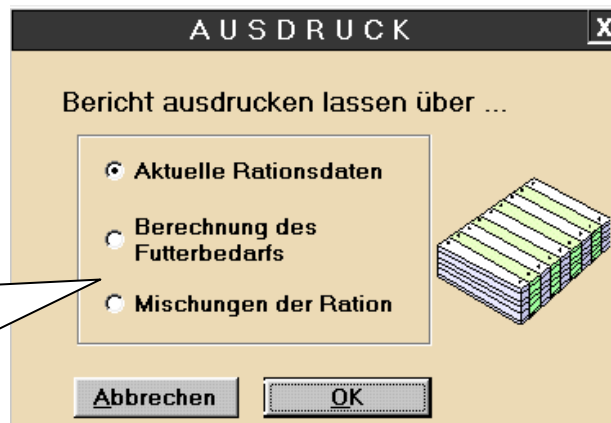 AUSDRUCK
X
Bericht ausdrucken lassen über ...
Aktuelle Rationsdaten
Berechnung des
Futterbedarfs
Mischungen der Ration
Abbrechen
OK